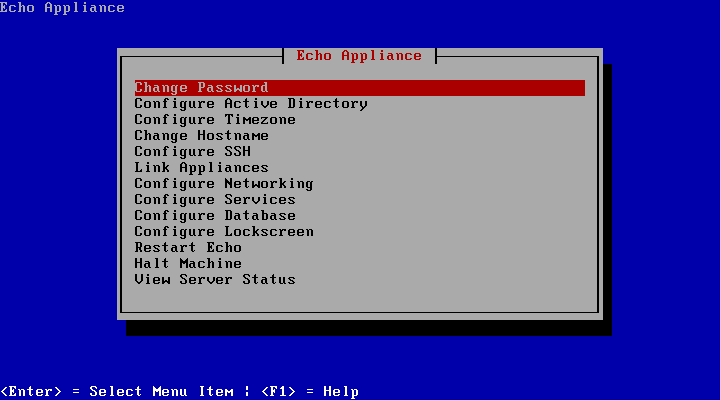 Echo Appliance
Echo Appliance
Change Password
Configure Active Directory
Configure Timezone
Change Hostname
Configure SSH
Link Appliances
Configure Networking
Configure Services
Configure Database
Configure Lockscreen
Restart Echo
Halt Machine
View Server Status
<Enter> = Select Menu Item ¦ <F1> = Help